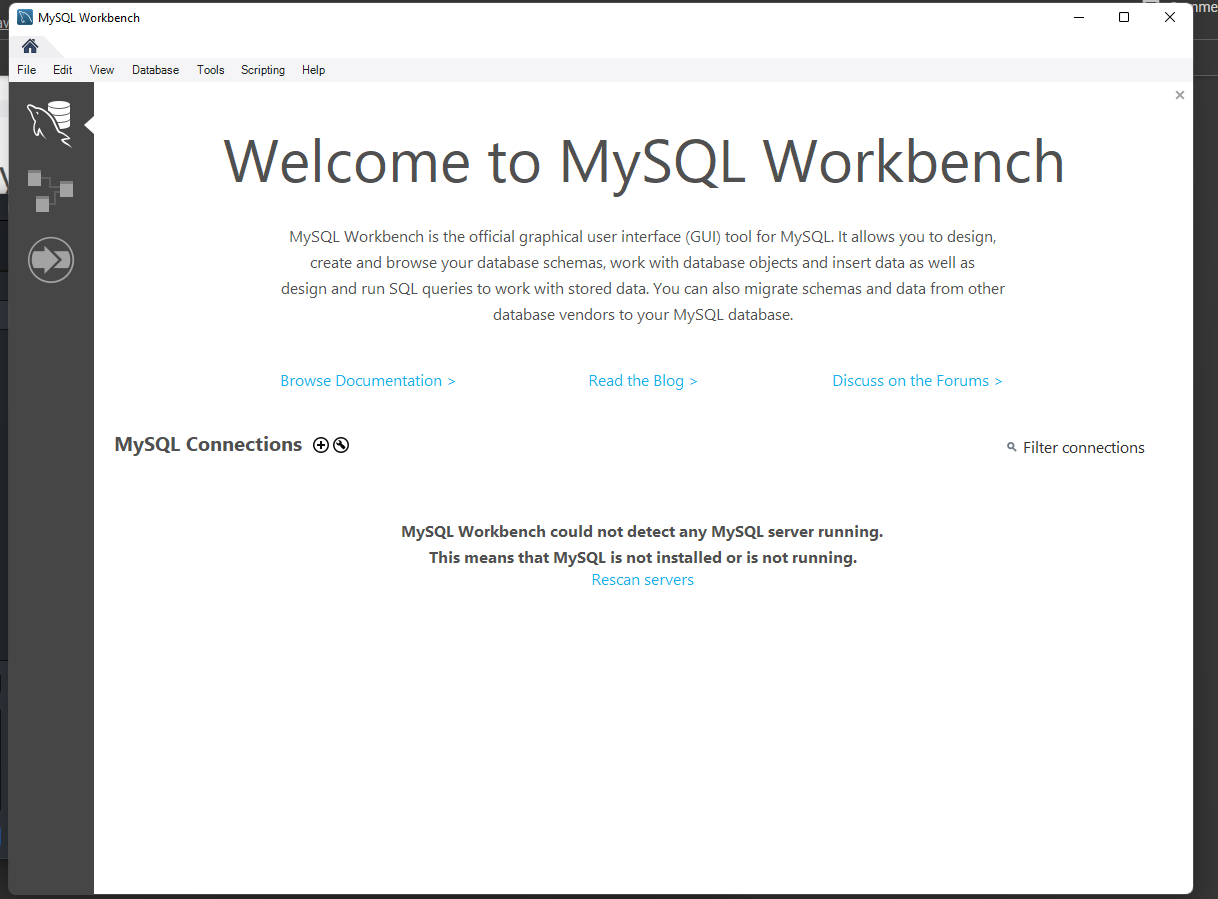 MySQL Workbench
File Edit View Database Tools Scripting Help
Welcome to MySQL Workbench
MySQL Workbench is the official graphical user interface (GUI) tool for MySQL. It allows you to design,
create and browse your database schemas, work with database objects and insert data as well as
design and run SQL queries to work with stored data. You can also migrate schemas and data from other
database vendors to your MySQL database.
Browse Documentation > Read the Blog > Discuss on the Forums >
MySQL Connections Filter connections
MySQL Workbench could not detect any MySQL server running.
This means that MySQL is not installed or is not running.
Rescan servers